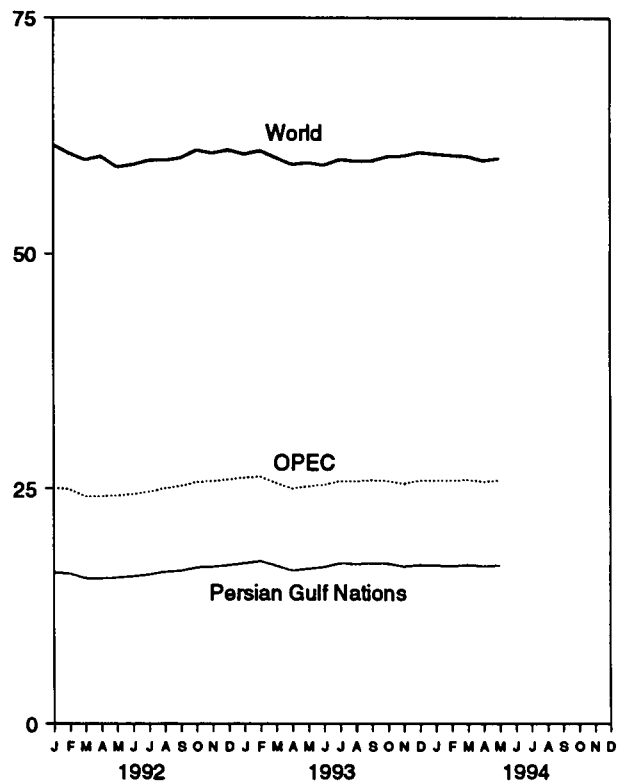 75
World
50
OPEC
25
Persian Gulf Nations
0
J F M A M J J A S O N D J F M A M J J A S O N D J F M A M J J A S O N D
1992 1993 1994